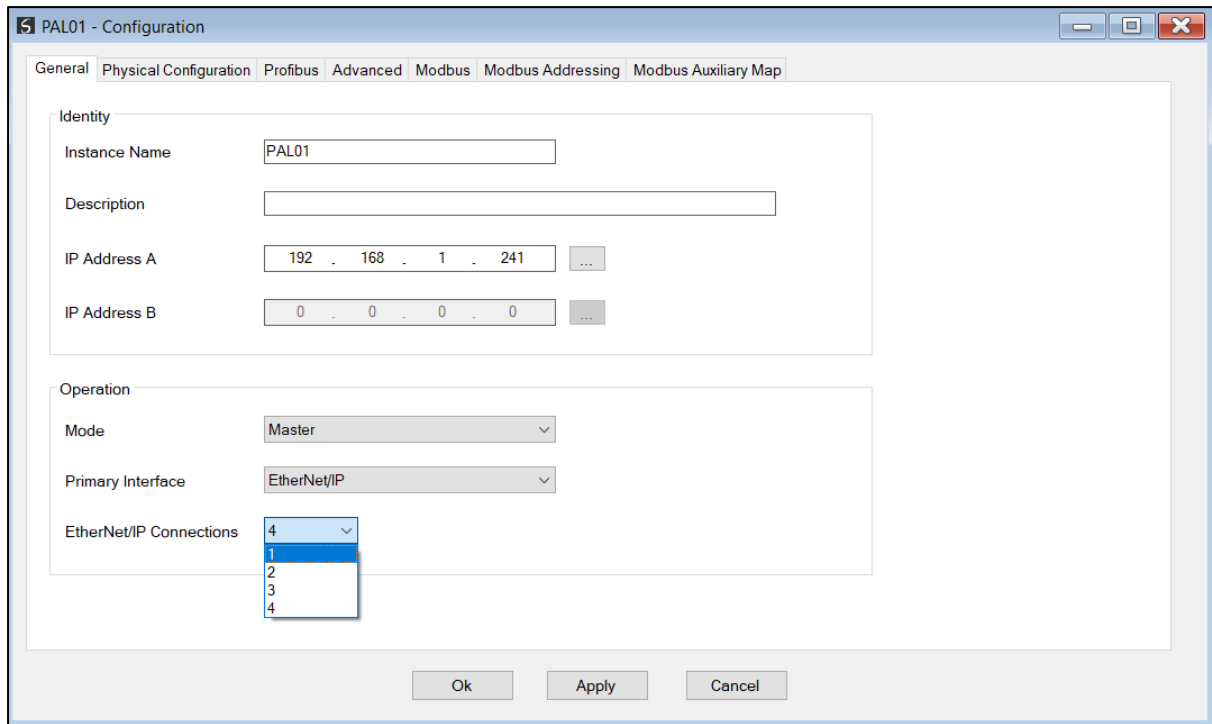 PAL01 - Configuration
General Physical Configuration Profibus Advanced Modbus Modbus Addressing Modbus Auxiliary Map
Identity
Instance Name PAL01
Description
IP Address A 192 . 168 . 1 . 241 ...
IP Address B 0 . 0 . 0 . 0 ...
Operation
Mode Master
Primary Interface EtherNet/IP
EtherNet/IP Connections 4
1
2
3
4
Ok Apply Cancel